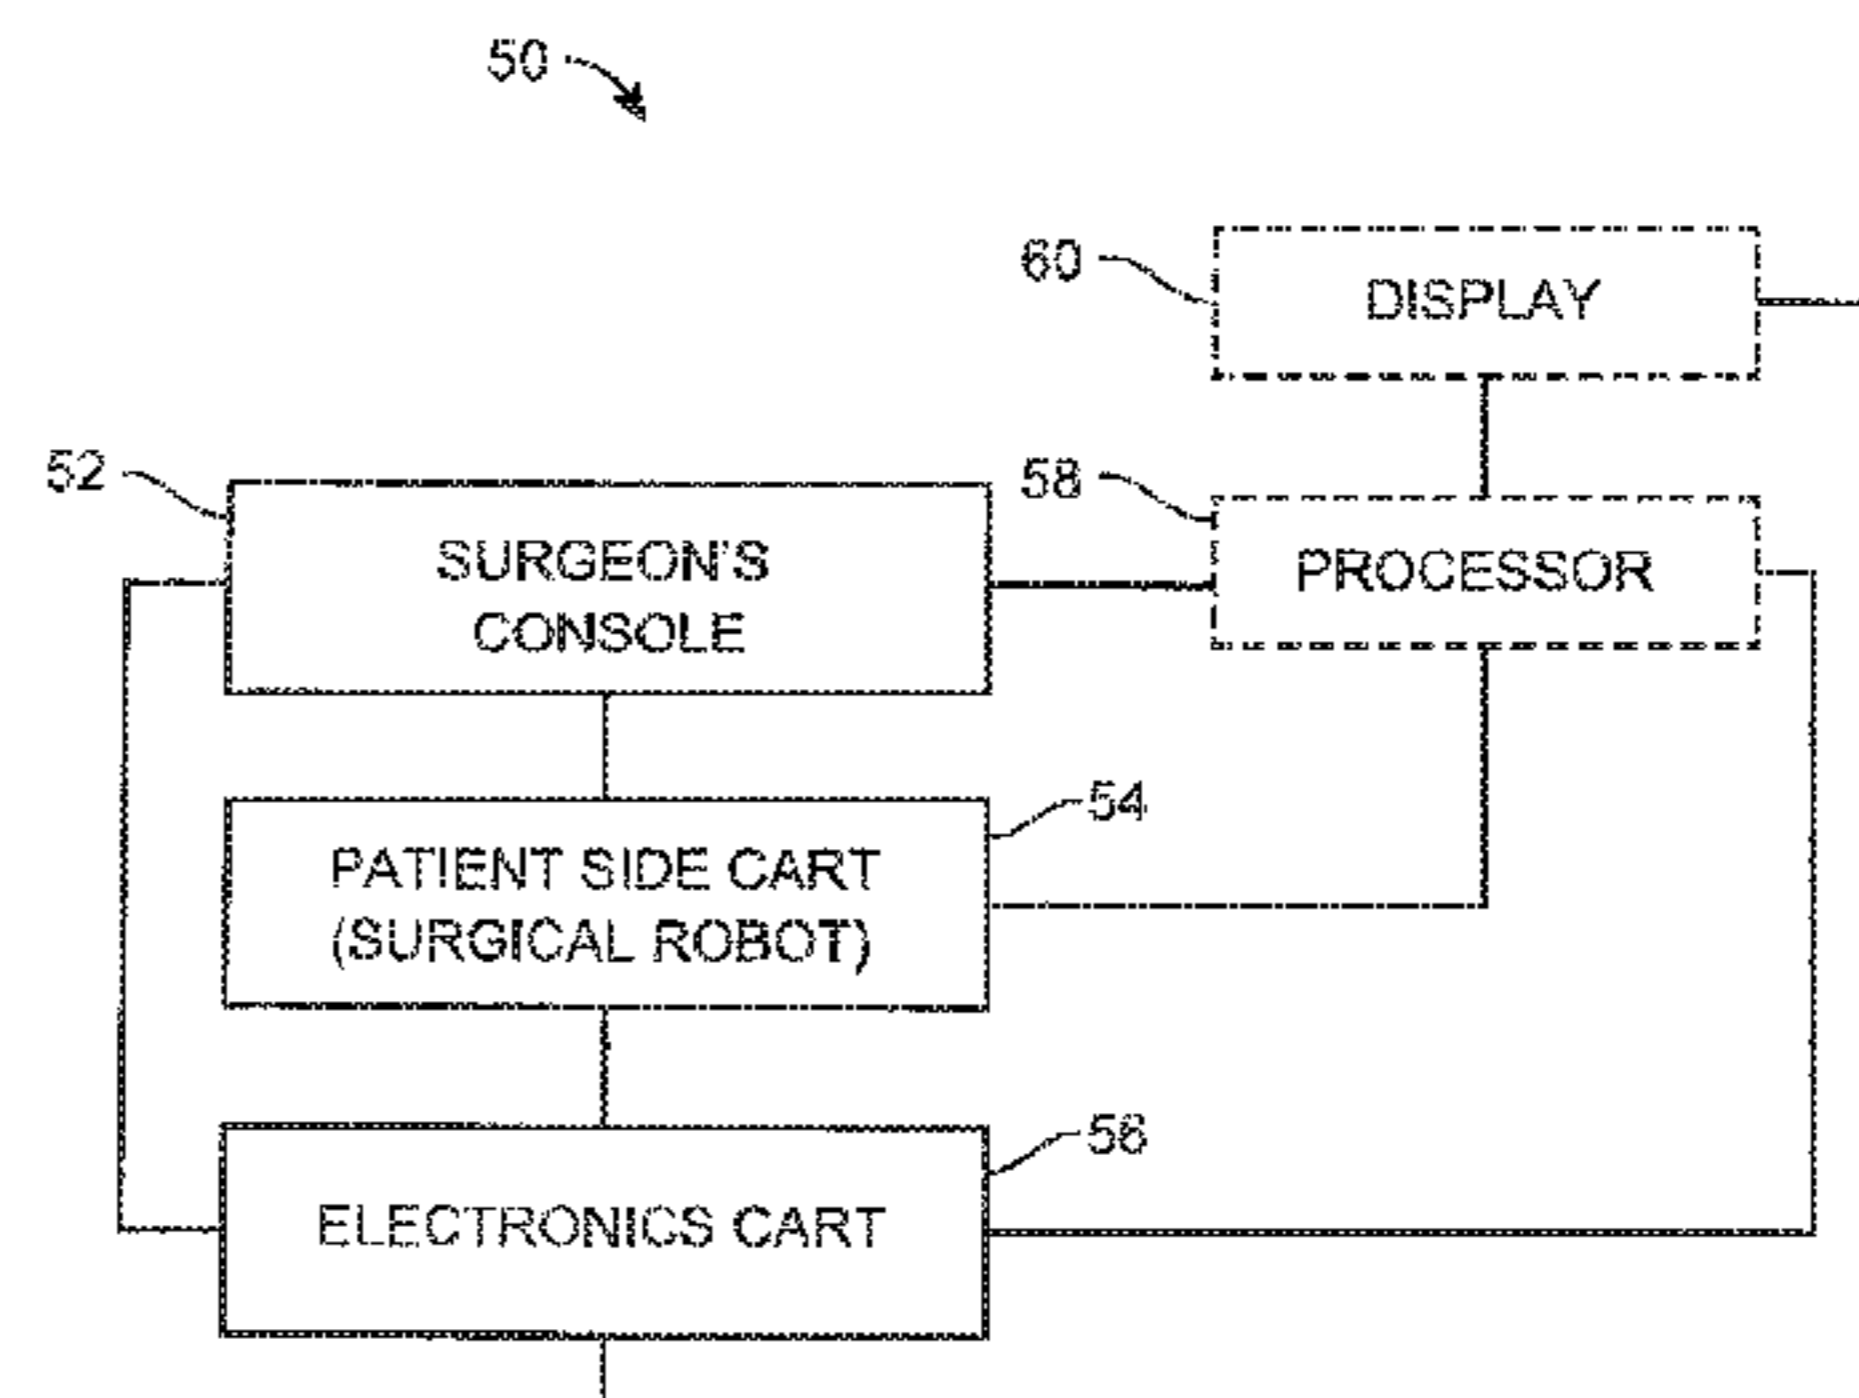 50
60
DISPLAY
52
58
SURGEON'S
CONSOLE
PROCESSOR
54
PATIENT SIDE CART
(SURGICAL ROBOT)
56
ELECTRONICS CART